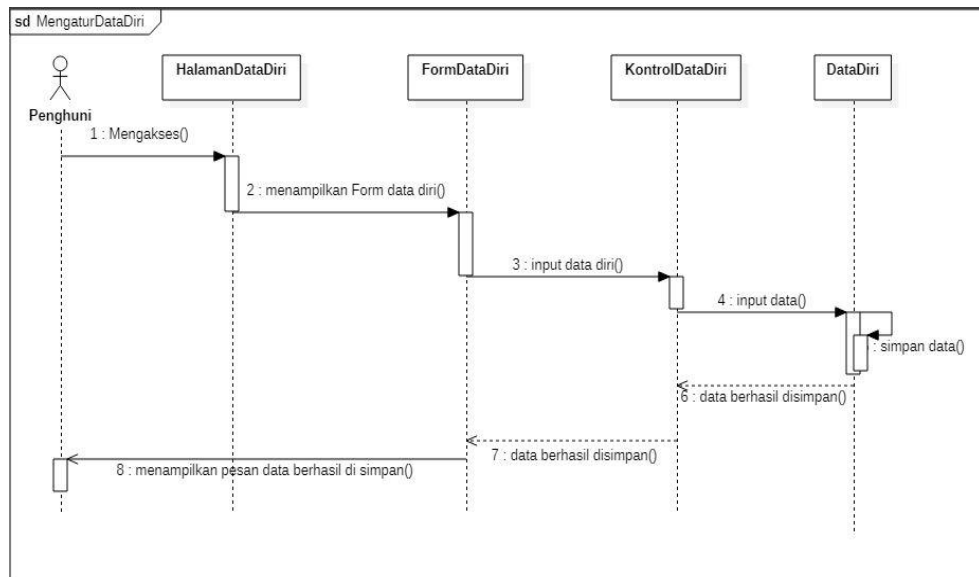 sd MengaturDataDiri
HalamanDataDiri
FormDataDiri
KontrolDataDiri
DataDiri
Penghuni
1 : Mengakses()
2 : menampilkan Form data diri()
3 : input data diri()
4 : input data()
: simpan data()
6 : data berhasil disimpan()
7 : data berhasil disimpan()
8 : menampilkan pesan data berhasil di simpan()